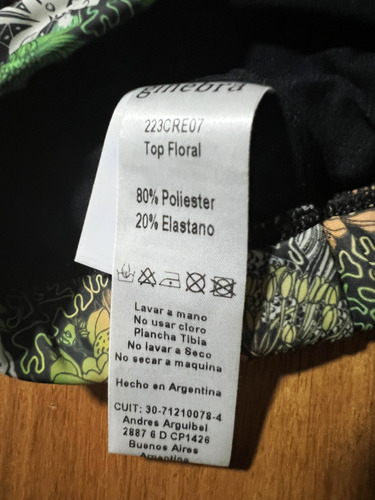 ginebra
223CRE07
Top Floral
80% Poliester
20% Elastano
Lavar a mano
No usar cloro
Plancha Tibia
No lavar a Seco
No secar a maquina
Hecho en Argentina
CUIT: 30-71210078-4
Andres Arguibel
2887 6 D CP1426
Buenos Aires
Argentina